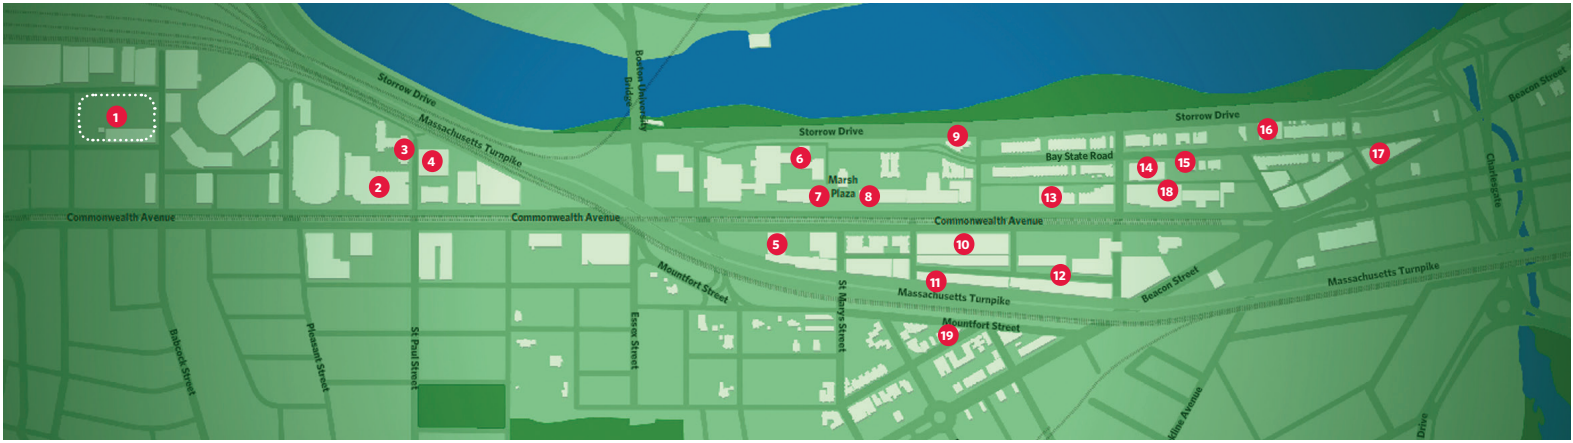 Storrow Drive
Boston University
Bridge
Beacon Street
1
Massachusetts Turnpike
Storrow Drive
Storrow Drive
9
16
3
4
6
Bay State Road
14
15
17
2
Marsh
Plaza
7
8
13
18
Charlesgate
Commonwealth Avenue
Commonwealth Avenue
Commonwealth Avenue
5
10
Mountfort Street
11
12
Beacon Street
Massachusetts Turnpike
Massachusetts Turnpike
St Marys Street
Mountfort Street
19
Babcock Street
Pleasant Street
St Paul Street
Essex Street
Avenue
Drive